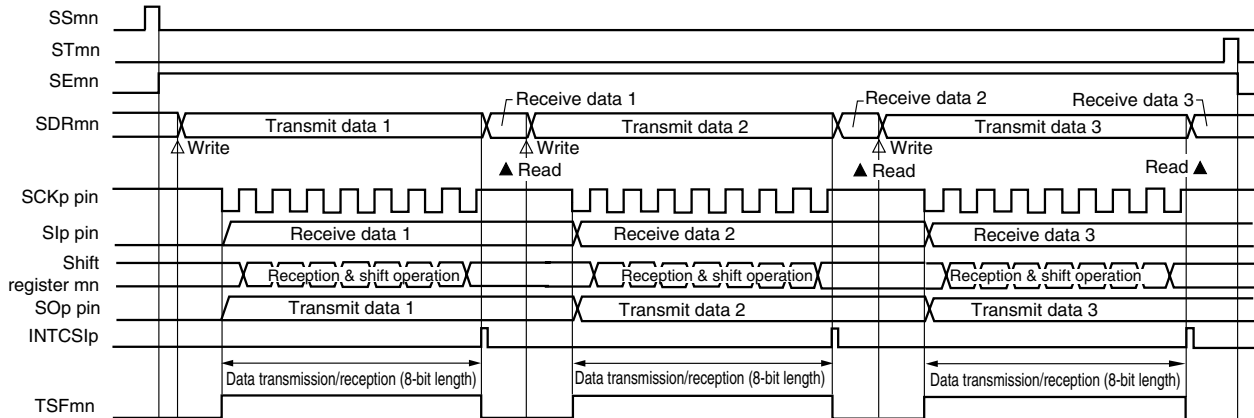 SSmn
STmn
SEmn
Receive data 1
Receive data 2
Receive data 3
SDRmn
Transmit data 1
Transmit data 2
Transmit data 3
Write
Write
Write
Read
Read
Read
SCKp pin
SIp pin
Receive data 1
Receive data 2
Receive data 3
Shift
register mn
Reception & shift operation
Reception & shift operation
Reception & shift operation
SOp pin
Transmit data 1
Transmit data 2
Transmit data 3
INTCSIp
Data transmission/reception (8-bit length)
Data transmission/reception (8-bit length)
Data transmission/reception (8-bit length)
TSFmn